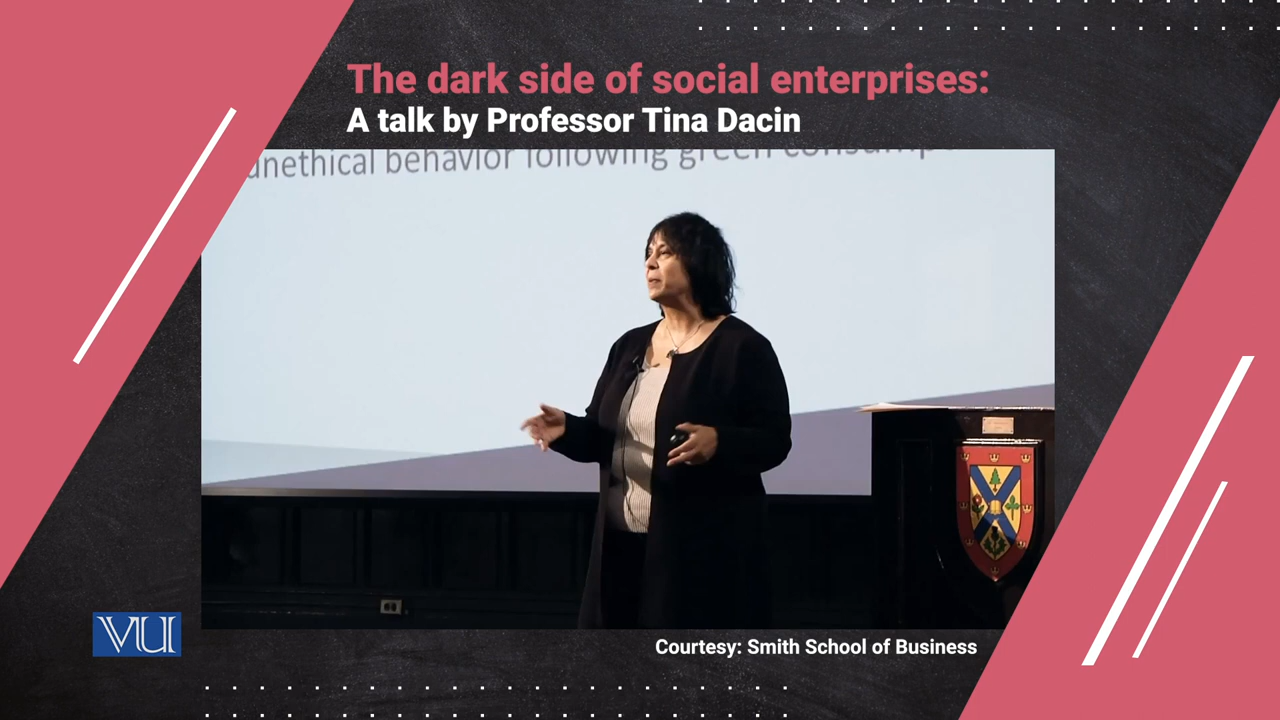 The dark side of social enterprises:
A talk by Professor Tina Dacin
unethical behavior following green
VU
Courtesy: Smith School of Business